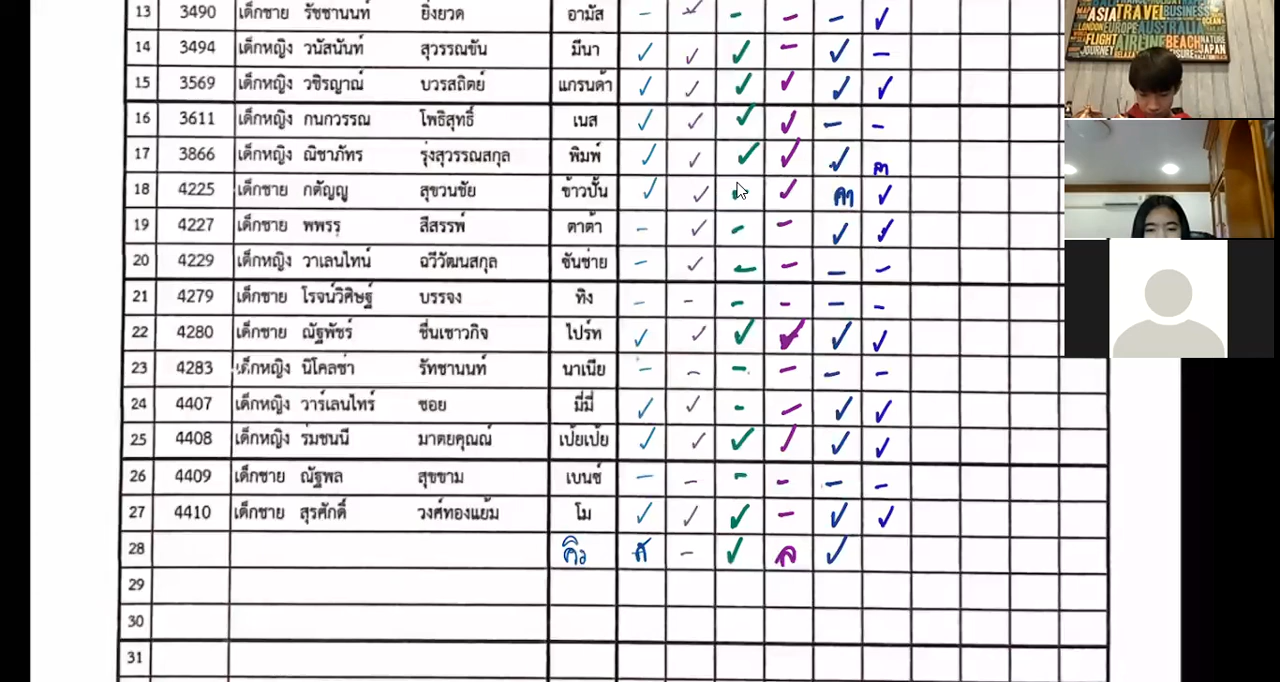 13 3490 เด็กชาย รัชชานนท์ ยิ่งยวด อามัส - ✓ - - - ✓
14 3494 เด็กหญิง วนัสนันท์ สุวรรณขัน มีนา ✓ ✓ ✓ - ✓ -
15 3569 เด็กหญิง วชิรญาณ์ บวรสถิตย์ แกรนด้า ✓ ✓ ✓ ✓ ✓ ✓
16 3611 เด็กหญิง กนกวรรณ โพธิสุทธิ์ เนส ✓ ✓ ✓ ✓ - -
17 3866 เด็กหญิง ณิชาภัทร รุ่งสุวรรณสกุล พิมพ์ ✓ ✓ ✓ ✓ ✓ ลา
18 4225 เด็กชาย กตัญญู สุขวนชัย ข้าวปั้น ✓ ✓ - ✓ ✓
19 4227 เด็กชาย พพรรุ สีสรรพ์ ตาต้า - ✓ - - ✓ ✓
20 4229 เด็กหญิง วาเลนไทน์ ฉวีวัฒนสกุล ซันช่าย - ✓ - - - -
21 4279 เด็กชาย โรจน์วิศิษฐ์ บรรจง ทิง - - - - - -
22 4280 เด็กชาย ณัฐพัชร์ ชื่นเชาวกิจ ไปร์ท ✓ ✓ ✓ ✓ ✓ ✓
23 4283 เด็กหญิง นิโคลช่า รัทชานนท์ นาเนีย - - - - - -
24 4407 เด็กหญิง วาร์เลนไทร์ ซอย มี่มี่ ✓ ✓ - - ✓ ✓
25 4408 เด็กหญิง ร่มชนนี มาตยคุณณ์ เป้ยเป้ย ✓ ✓ ✓ ✓ ✓
26 4409 เด็กชาย ณัฐพล สุขขาม เบนซ์ - - - - - -
27 4410 เด็กชาย สุรศักดิ์ วงศ์ทองแย้ม โม ✓ ✓ ✓ - ✓ ✓
28 คิว - ✓ ล ✓
29
30
31
ASIA TRAVEL BUSINESS
LONDON EUROPE AUSTRALIA
FLIGHT AIRLINE BEACH NATURE
JOURNEY LEISURE JAPAN